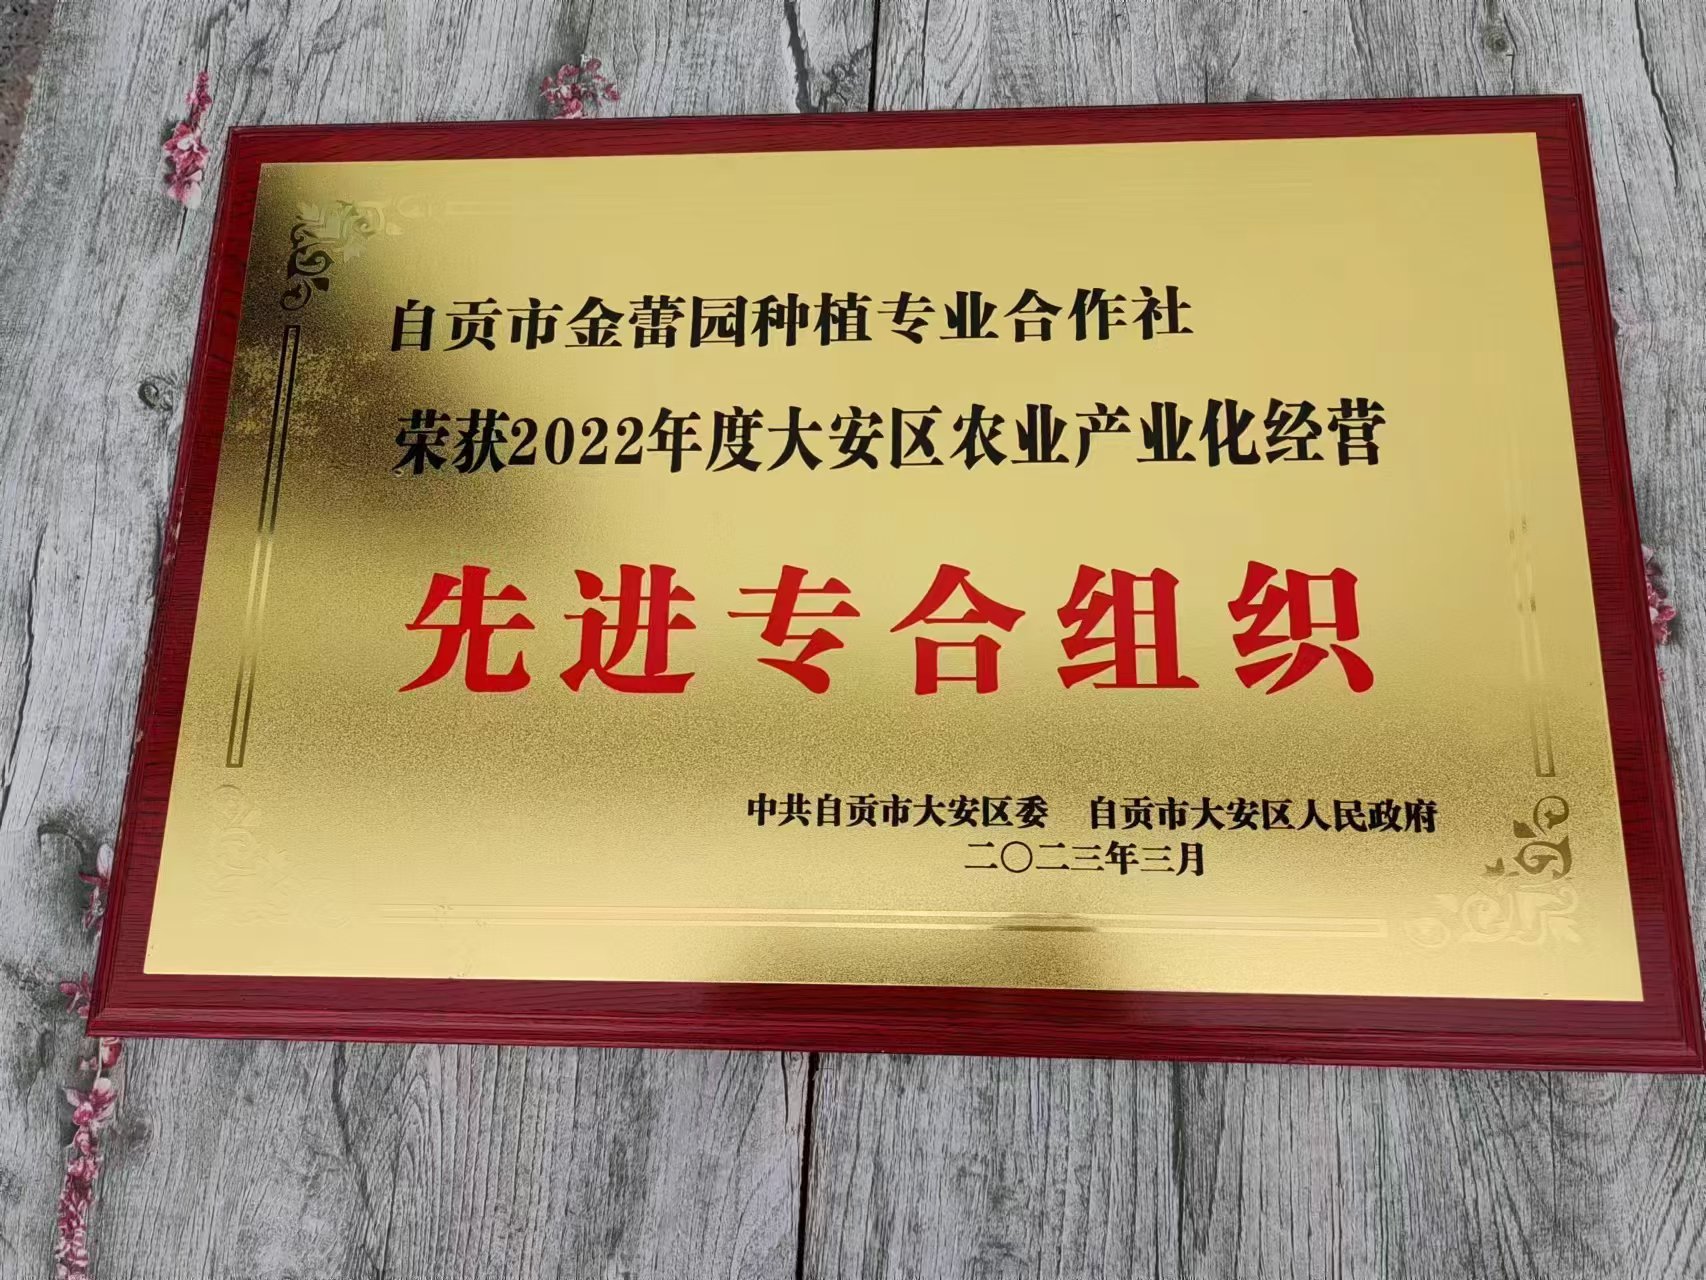 自贡市金蕾园种植专业合作社
荣获2022年度大安区农业产业化经营
先进专合组织
中共自贡市大安区委　自贡市大安区人民政府
二〇二三年三月